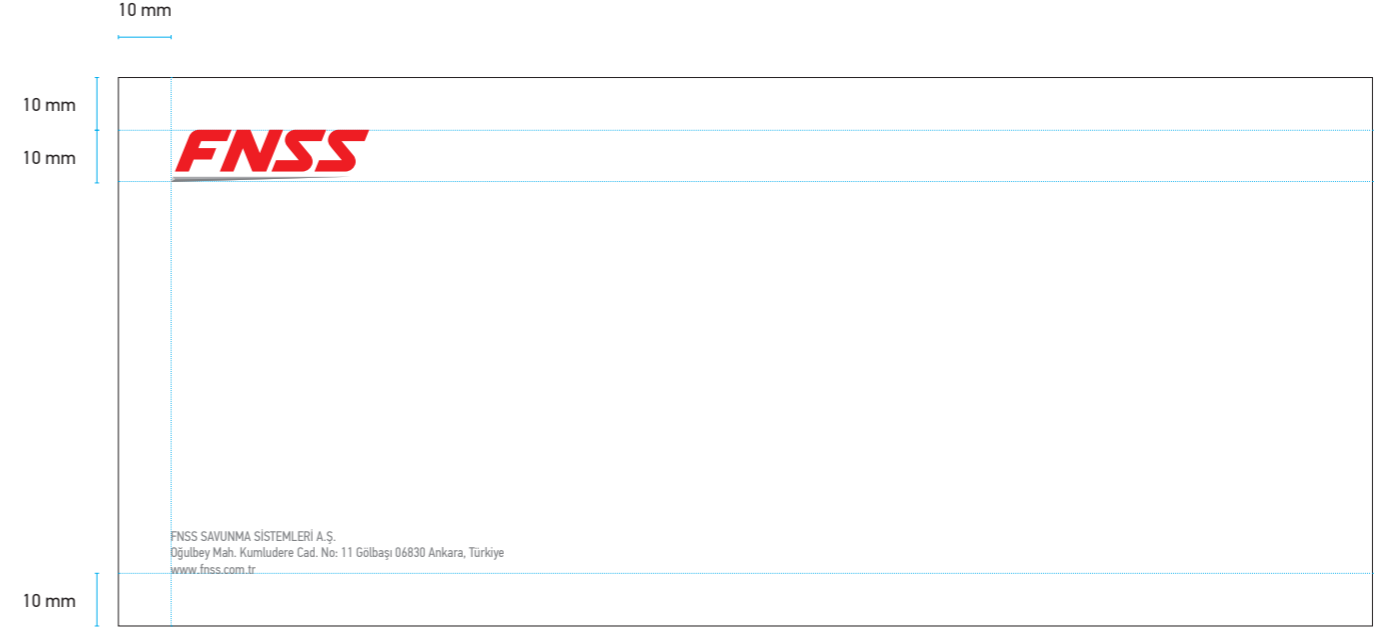 10 mm
10 mm
10 mm
FNSS
FNSS SAVUNMA SİSTEMLERİ A.Ş.
Oğulbey Mah. Kumludere Cad. No: 11 Gölbaşı 06830 Ankara, Türkiye
www.fnss.com.tr
10 mm